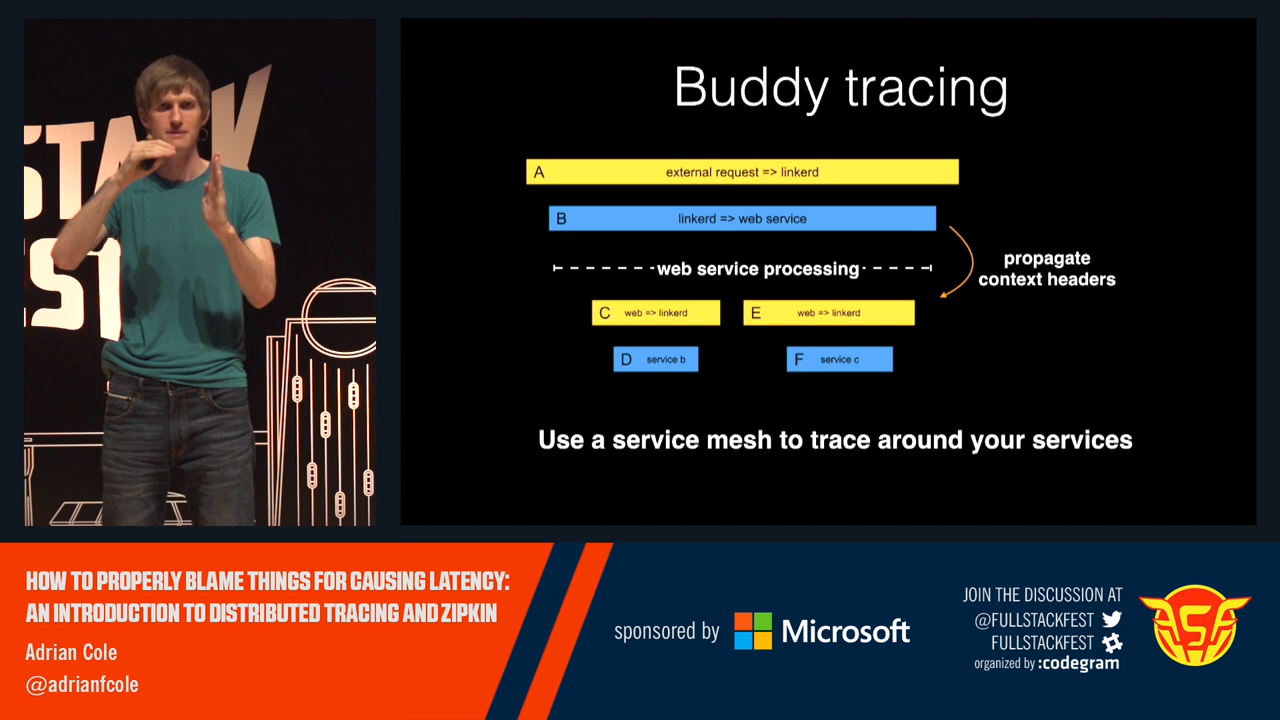 Buddy tracing
A external request => linkerd
B linkerd => web service
web service processing
propagate
context headers
C web => linkerd
E web => linkerd
D service b
F service c
Use a service mesh to trace around your services
HOW TO PROPERLY BLAME THINGS FOR CAUSING LATENCY:
AN INTRODUCTION TO DISTRIBUTED TRACING AND ZIPKIN
Adrian Cole
@adrianfcole
sponsored by Microsoft
JOIN THE DISCUSSION AT
@FULLSTACKFEST
FULLSTACKFEST
organized by :codegram